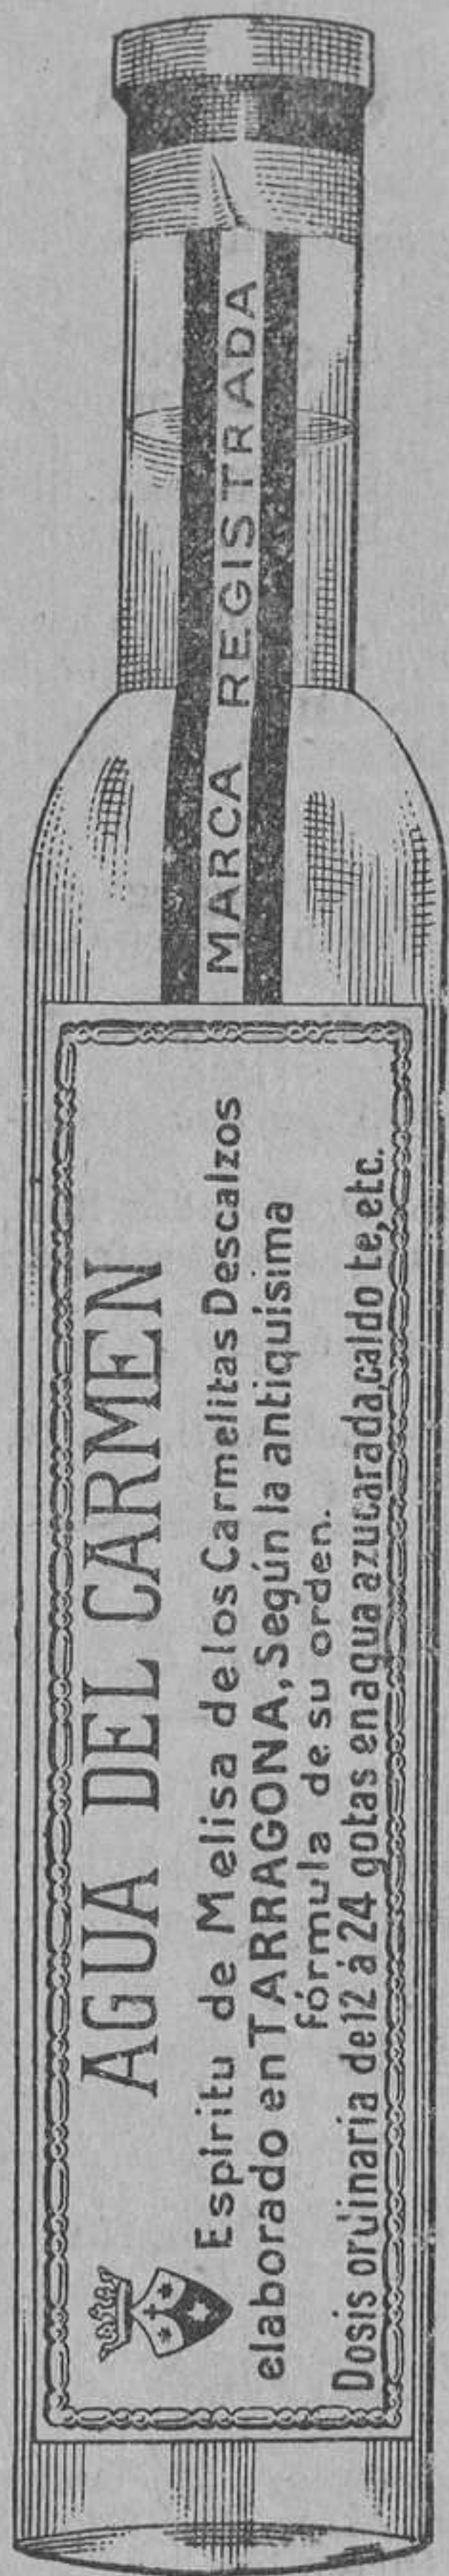 AGUA DEL CARMEN
Espiritu de Melisa de los Carmelitas Descalzos
elaborado en TARRAGONA, Según la antiquísima
fórmula de su orden.
Dosis ordinaria de 12 á 24 gotas en agua azucarada, caldo te, etc.
MARCA REGISTRADA